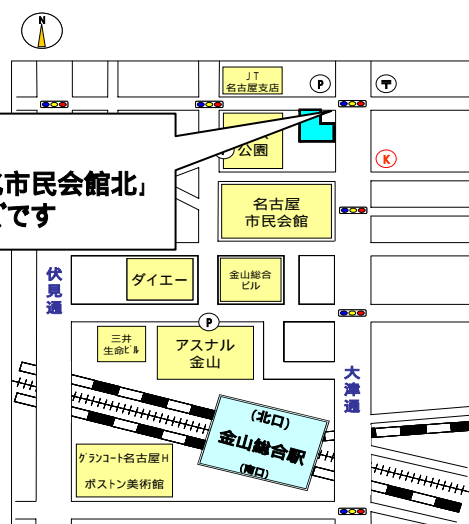 N
JT
名古屋支店
P
〒
公園
K
市民会館北」
です
名古屋
市民会館
伏見通
ダイエー
金山総合
ビル
P
三井
生命ビル
アスナル
金山
大津通
(北口)
金山総合駅
(南口)
グランコート名古屋H
ボストン美術館